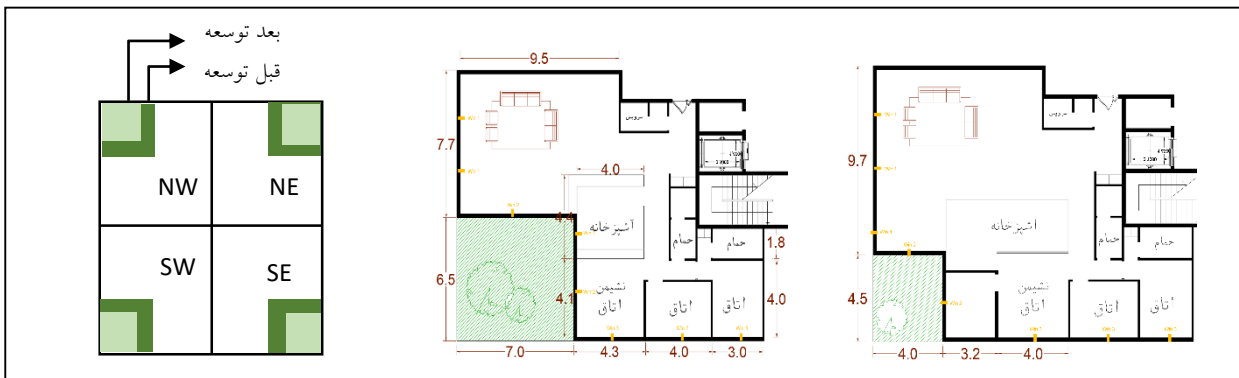 بعد توسعه
قبل توسعه
NW
NE
SW
SE
9.5
7.7
سرویس
4.0
4.4
آشپزخانه
حمام
حمام
1.8
6.5
4.1
نشیمن
اتاق
اتاق
اتاق
4.0
7.0
4.3
4.0
3.0
سرویس
9.7
آشپزخانه
حمام
حمام
4.5
نشیمن
اتاق
اتاق
اتاق
4.0
3.2
4.0